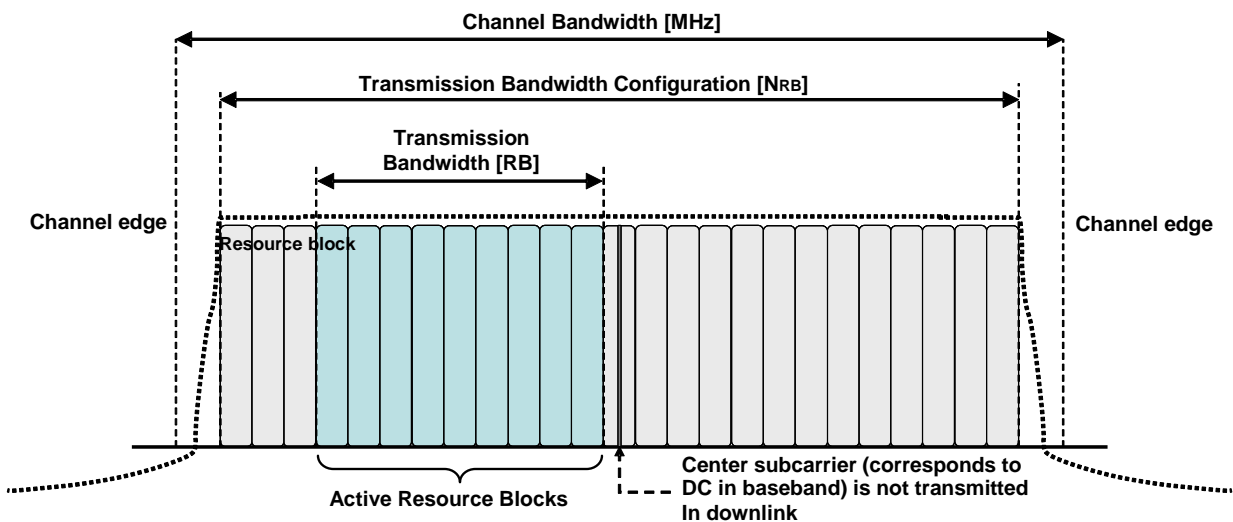 Channel Bandwidth [MHz]
Transmission Bandwidth Configuration [NRB]
Transmission
Bandwidth [RB]
Channel edge
Channel edge
Resource block
Center subcarrier (corresponds to
DC in baseband) is not transmitted
In downlink
Active Resource Blocks